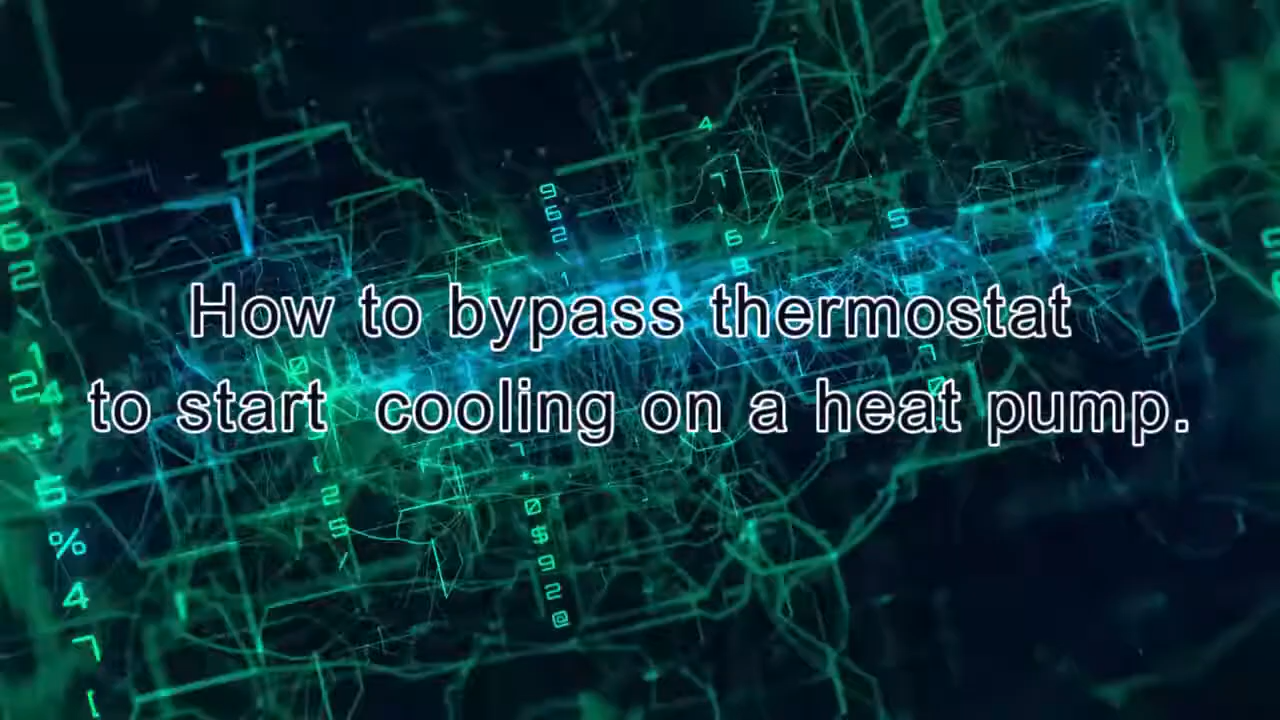 How to bypass thermostat
to start cooling on a heat pump.